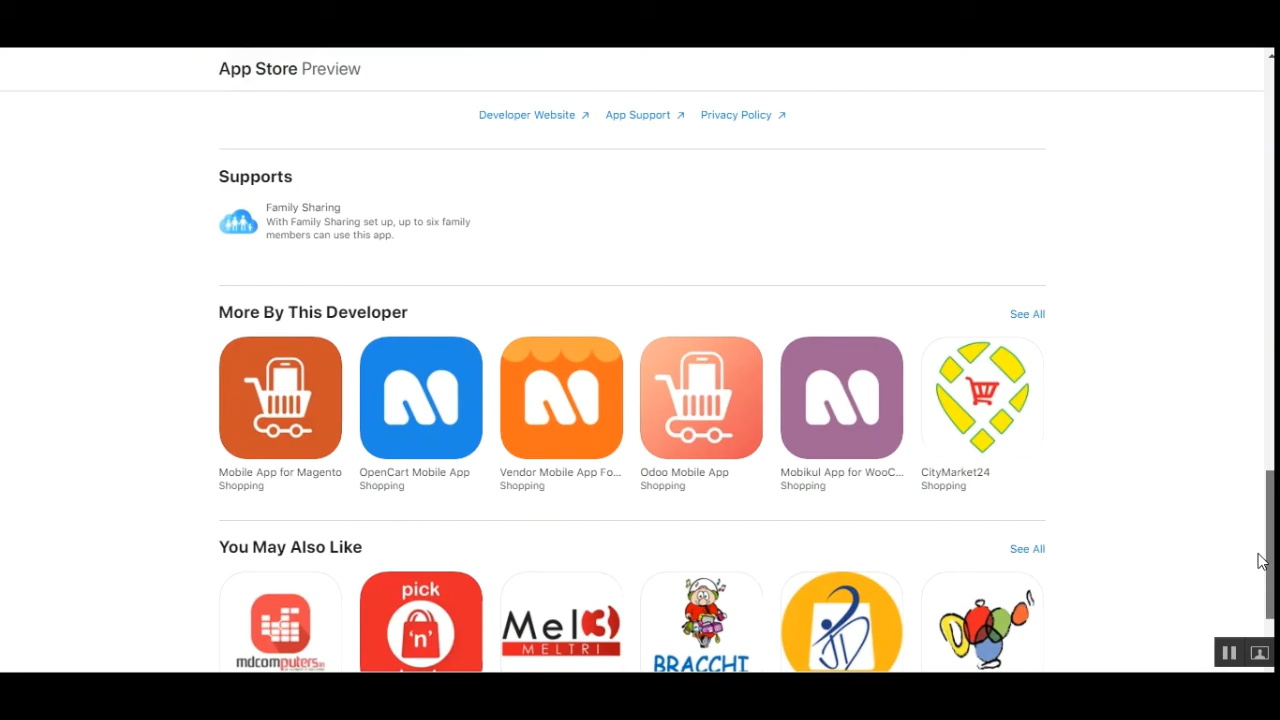 App Store Preview
Developer Website ↗ App Support ↗ Privacy Policy ↗
Supports
Family Sharing
With Family Sharing set up, up to six family
members can use this app.
More By This Developer See All
Mobile App for Magento OpenCart Mobile App Vendor Mobile App Fo... Odoo Mobile App Mobikul App for WooC... CityMarket24
Shopping Shopping Shopping Shopping Shopping Shopping
You May Also Like See All
mdcomputers.in
pick
'n'
Mel3
MELTRI
BRACCHI
JD